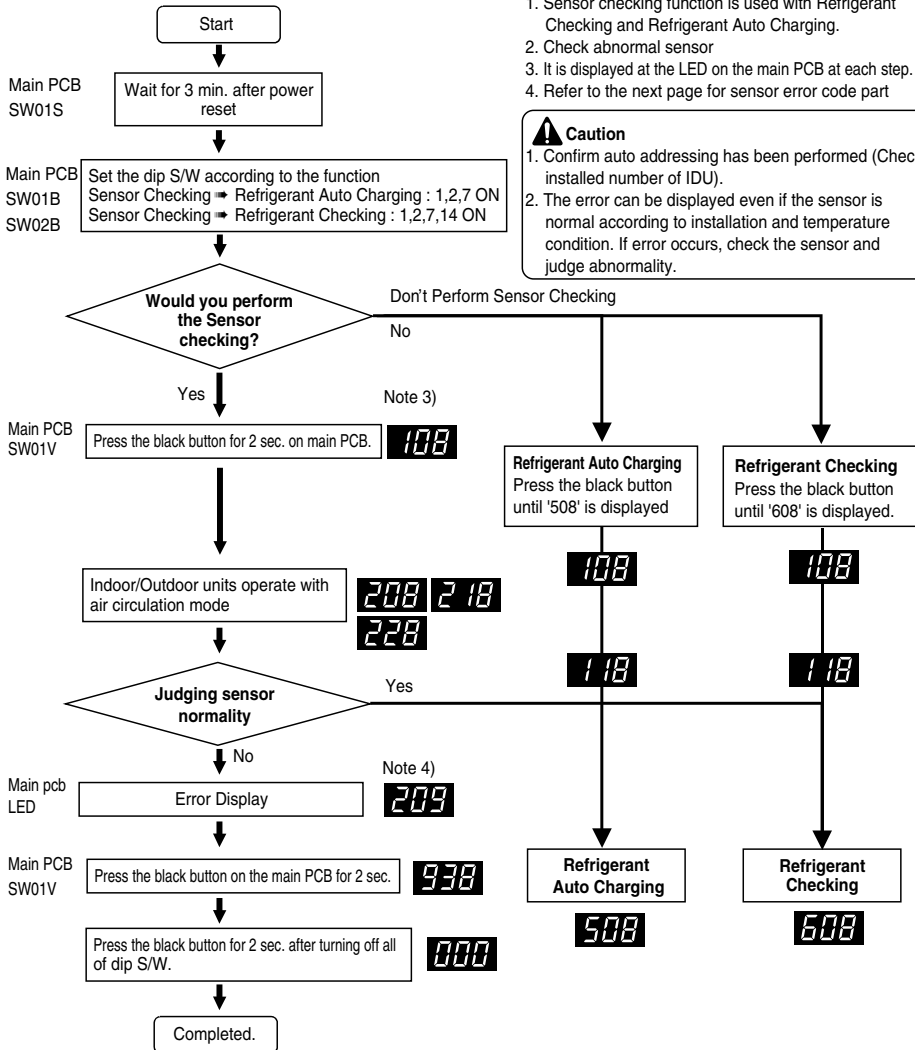 1. Sensor checking function is used with Refrigerant
Checking and Refrigerant Auto Charging.
2. Check abnormal sensor
3. It is displayed at the LED on the main PCB at each step.
4. Refer to the next page for sensor error code part
Caution
1. Confirm auto addressing has been performed (Chec
installed number of IDU).
2. The error can be displayed even if the sensor is
normal according to installation and temperature
condition. If error occurs, check the sensor and
judge abnormality.
Start
Main PCB
SW01S
Wait for 3 min. after power
reset
Main PCB
SW01B
SW02B
Set the dip S/W according to the function
Sensor Checking ➠ Refrigerant Auto Charging : 1,2,7 ON
Sensor Checking ➠ Refrigerant Checking : 1,2,7,14 ON
Would you perform
the Sensor
checking?
Don't Perform Sensor Checking
No
Yes
Note 3)
Main PCB
SW01V
Press the black button for 2 sec. on main PCB.
108
Refrigerant Auto Charging
Press the black button
until '508' is displayed
Refrigerant Checking
Press the black button
until '608' is displayed.
108
108
Indoor/Outdoor units operate with
air circulation mode
208 218
228
118
118
Judging sensor
normality
Yes
No
Note 4)
Main pcb
LED
Error Display
209
Main PCB
SW01V
Press the black button on the main PCB for 2 sec.
938
Refrigerant
Auto Charging
508
Refrigerant
Checking
608
Press the black button for 2 sec. after turning off all
of dip S/W.
000
Completed.